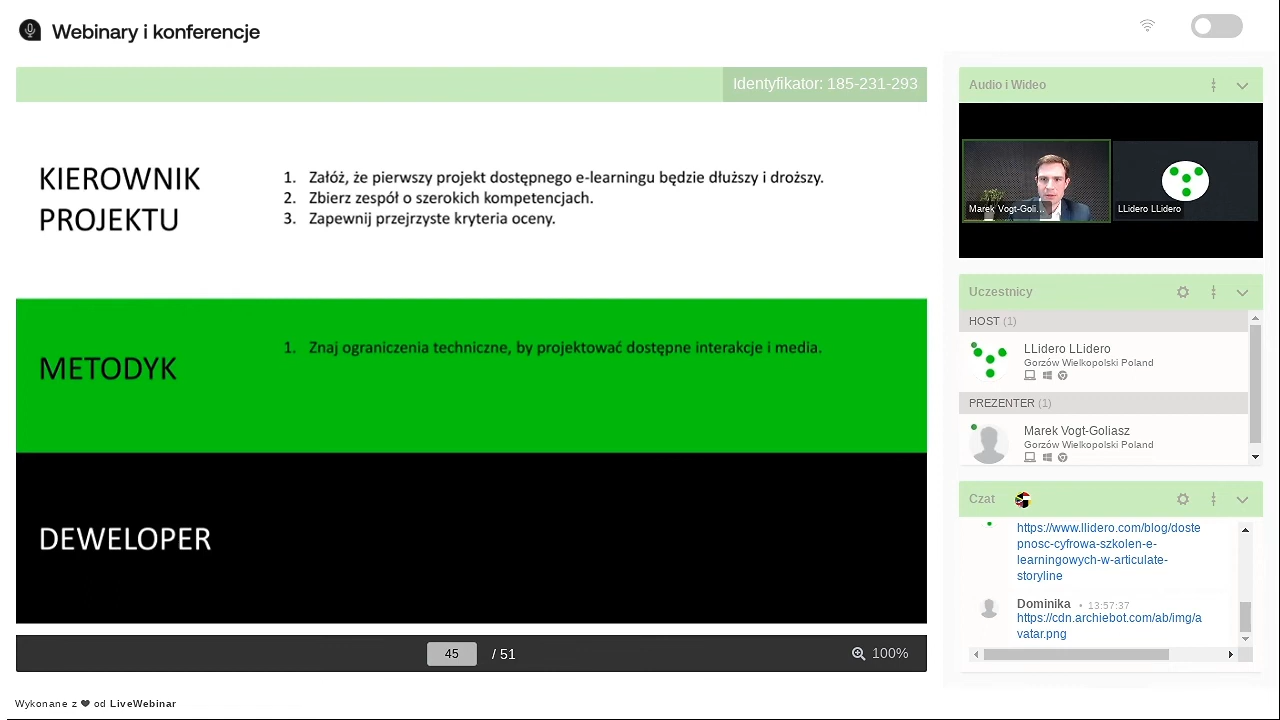 Webinary i konferencje
Identyfikator: 185-231-293
KIEROWNIK
PROJEKTU
1. Załóż, że pierwszy projekt dostępnego e-learningu będzie dłuższy i droższy.
2. Zbierz zespół o szerokich kompetencjach.
3. Zapewnij przejrzyste kryteria oceny.
METODYK
1. Znaj ograniczenia techniczne, by projektować dostępne interakcje i media.
DEWELOPER
45 / 51
100%
Audio i Wideo
Marek Vogt-Goli...
LLidero LLidero
Uczestnicy
HOST (1)
LLidero LLidero
Gorzów Wielkopolski Poland
PREZENTER (1)
Marek Vogt-Goliasz
Gorzów Wielkopolski Poland
Czat
https://www.llidero.com/blog/doste
pnosc-cyfrowa-szkolen-e-
learningowych-w-articulate-
storyline
Dominika • 13:57:37
https://cdn.archiebot.com/ab/img/a
vatar.png
Wykonane z ❤ od LiveWebinar